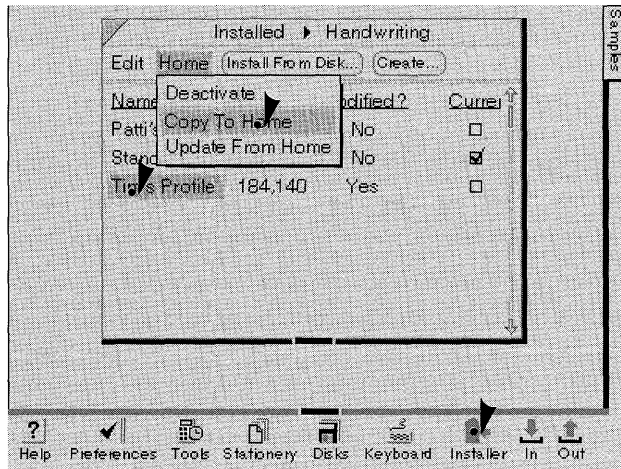 Samples
Installed ▸ Handwriting
Edit Home Install From Disk... Create...
Name odified? Curre
Deactivate
Patti's No
Copy To Home
Stand No
Update From Home
Tim's Profile 184,140 Yes
? Help Preferences Tools Stationery Disks Keyboard Installer In Out